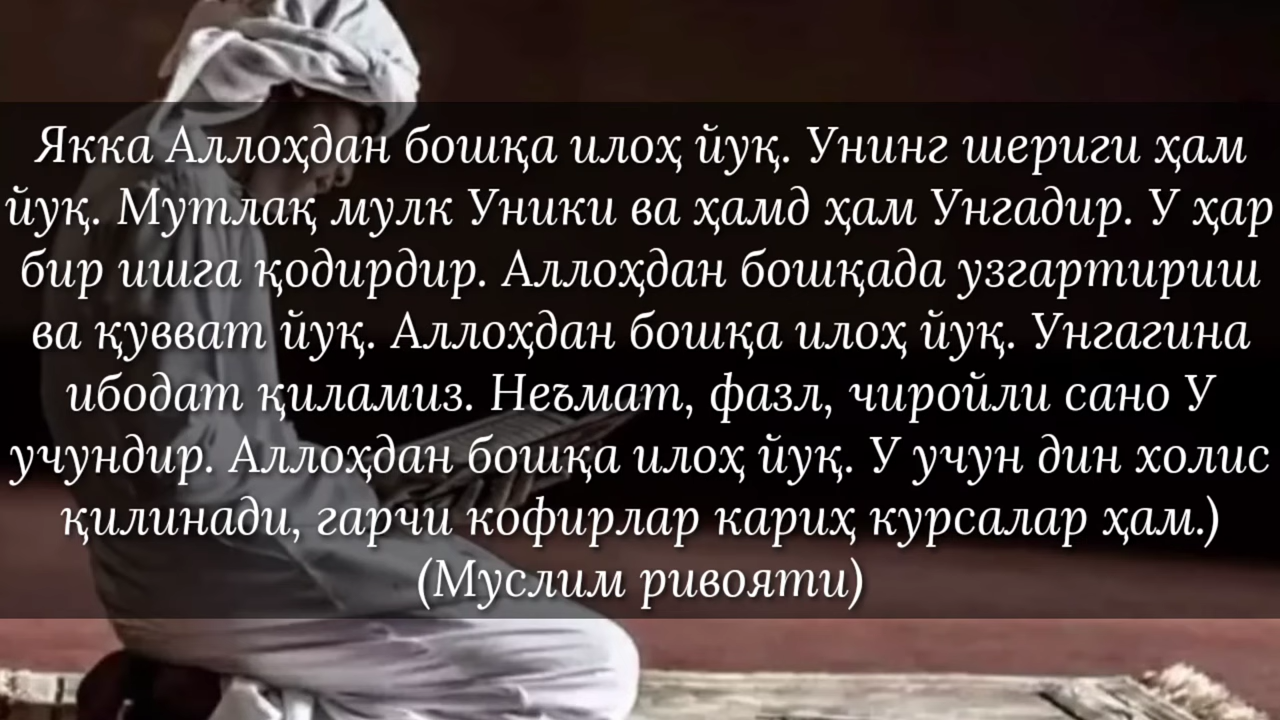 Якка Аллоҳдан бошқа илоҳ йуқ. Унинг шериги ҳам
йуқ. Мутлақ мулк Уники ва ҳамд ҳам Унгадир. У ҳар
бир ишга қодирдир. Аллоҳдан бошқада узгартириш
ва қувват йуқ. Аллоҳдан бошқа илоҳ йуқ. Унгагина
ибодат қиламиз. Неъмат, фазл, чиройли сано У
учундир. Аллоҳдан бошқа илоҳ йуқ. У учун дин холис
қилинади, гарчи кофирлар кариҳ курсалар ҳам.)
(Муслим ривояти)